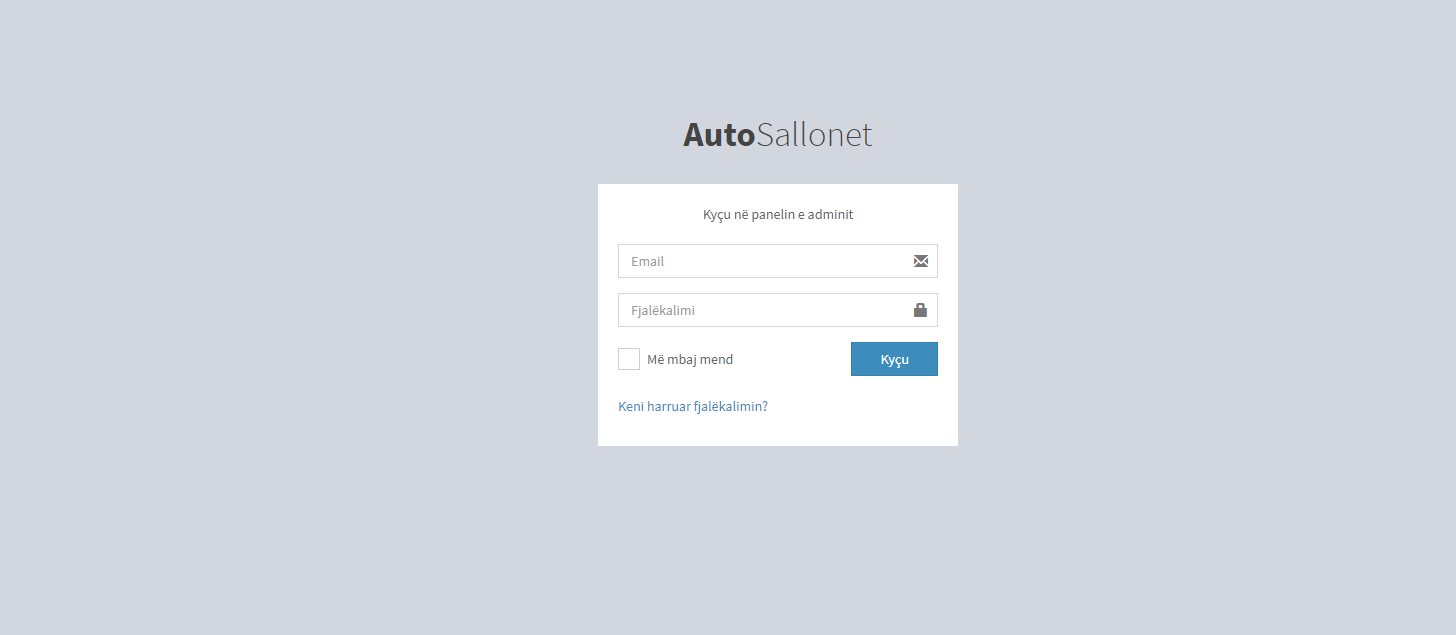 AutoSallonet
Kyçu në panelin e adminit
Email
Fjalëkalimi
Më mbaj mend
Kyçu
Keni harruar fjalëkalimin?